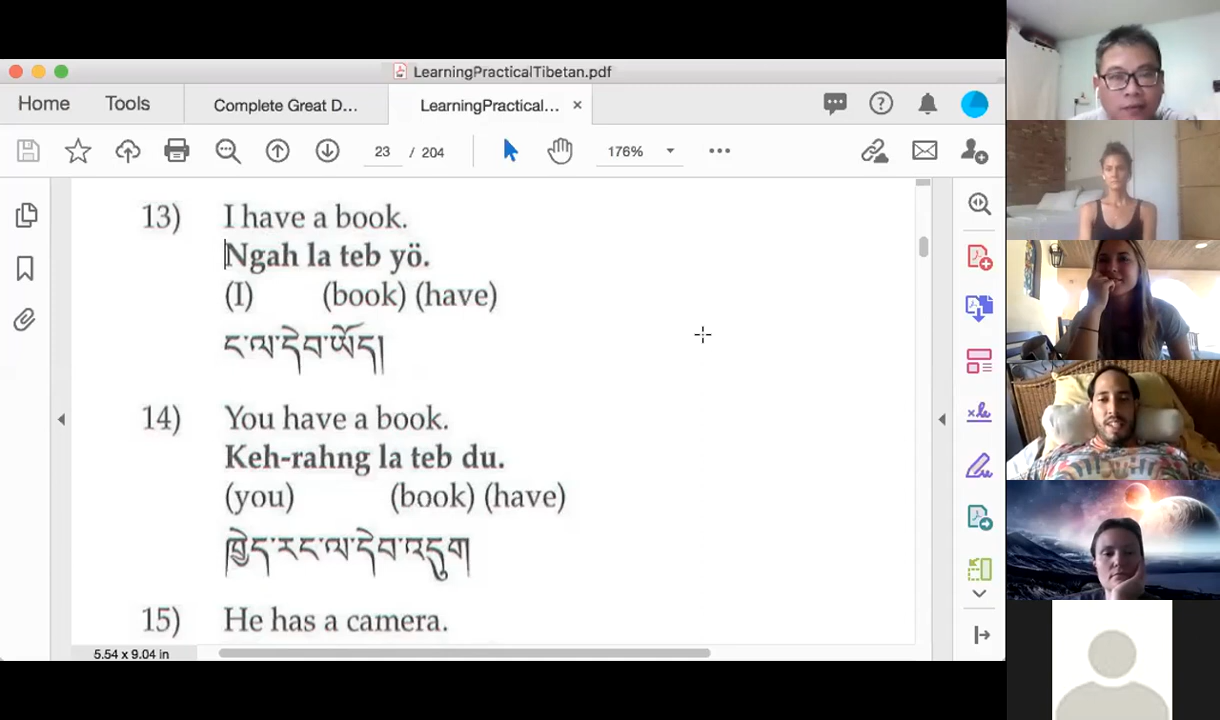 LearningPracticalTibetan.pdf
Home Tools Complete Great D... LearningPractical... ×
23 / 204 176%
13) I have a book.
Ngah la teb yö.
(I) (book) (have)
ང་ལ་དེབ་ཡོད།
14) You have a book.
Keh-rahng la teb du.
(you) (book) (have)
ཁྱེད་རང་ལ་དེབ་འདུག
15) He has a camera.
5.54 x 9.04 in